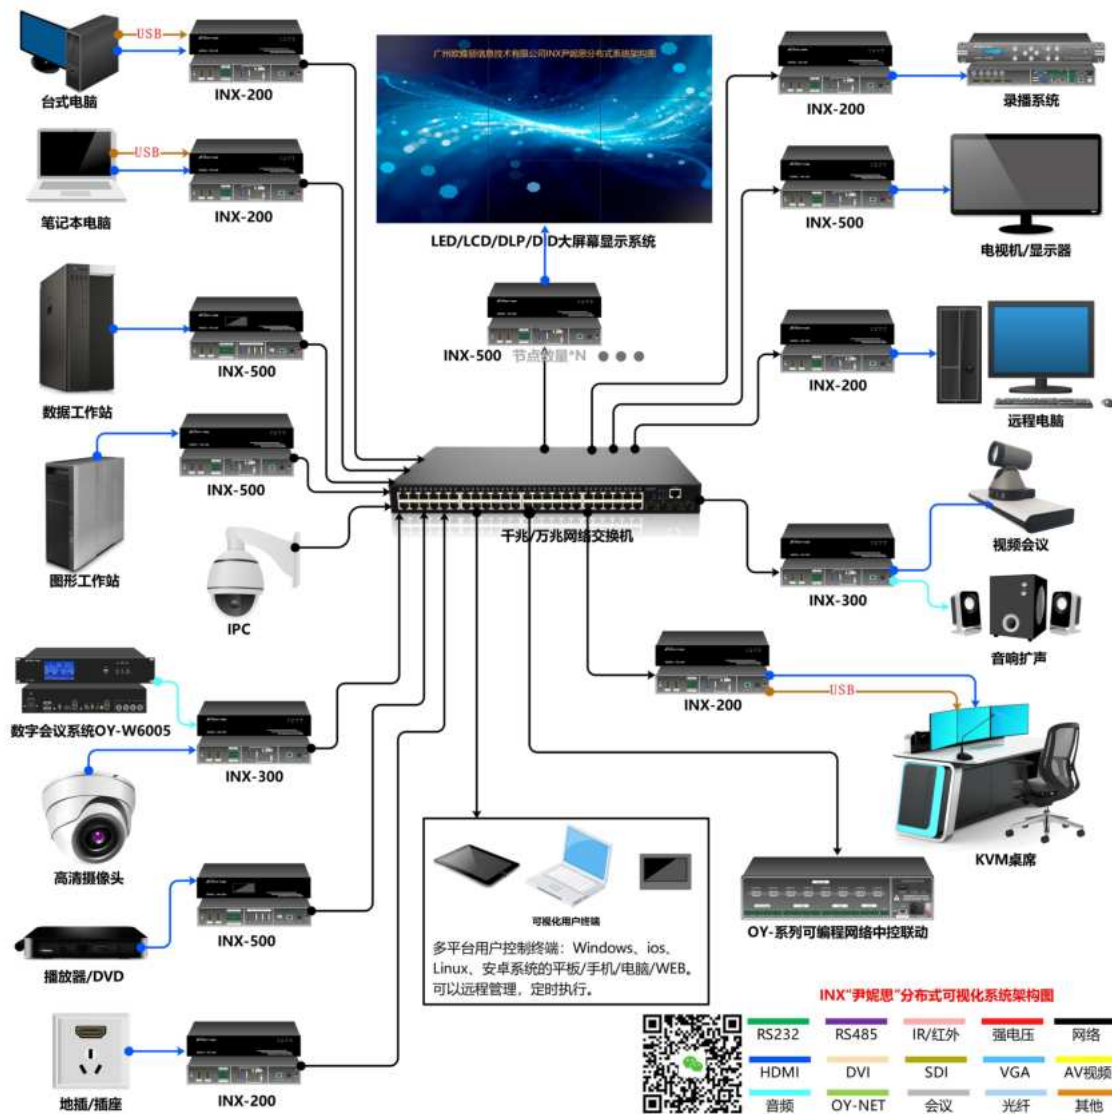 USB
INX-200
台式电脑
USB
INX-200
笔记本电脑
INX-500
数据工作站
INX-500
图形工作站
IPC
数字会议系统OY-W6005
INX-300
高清摄像头
INX-500
播放器/DVD
INX-200
地插/插座
LED/LCD/DLP/DID大屏幕显示系统
INX-500 节点数量*N
千兆/万兆网络交换机
INX-200
录播系统
INX-500
电视机/显示器
INX-200
远程电脑
视频会议
INX-300
音响扩声
USB
INX-200
KVM桌席
OY-系列可编程网络中控联动
可视化用户终端
多平台用户控制终端：Windows、ios、
Linux、安卓系统的平板/手机/电脑/WEB。
可以远程管理，定时执行。
INX“尹妮思”分布式可视化系统架构图
RS232 RS485 IR/红外 强电压 网络
HDMI DVI SDI VGA AV视频
音频 OY-NET 会议 光纤 其他